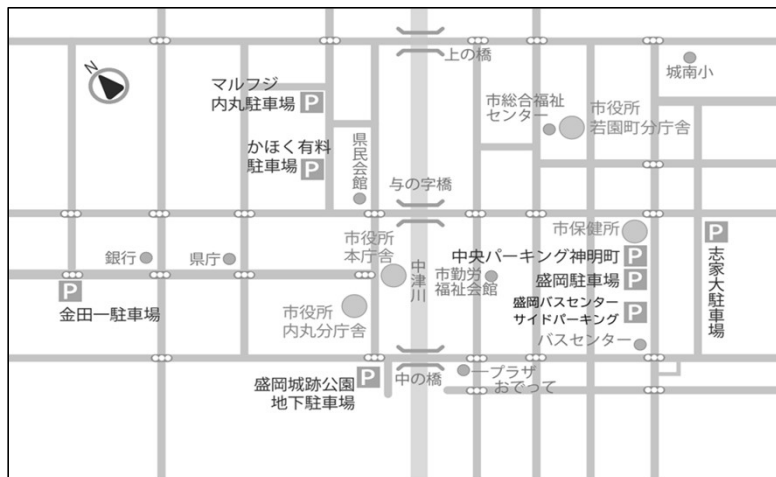 N
上の橋
城南小
マルフジ
内丸駐車場
P
市総合福祉
センター
市役所
若園町分庁舎
かほく有料
駐車場
P
県民会館
与の字橋
市役所
本庁舎
中津川
市保健所
P
志家大駐車場
銀行
県庁
中央パーキング神明町
P
市勤労
福祉会館
盛岡駐車場
P
P
金田一駐車場
市役所
内丸分庁舎
盛岡バスセンター
サイドパーキング
P
バスセンター
盛岡城跡公園
地下駐車場
P
中の橋
プラザ
おでって